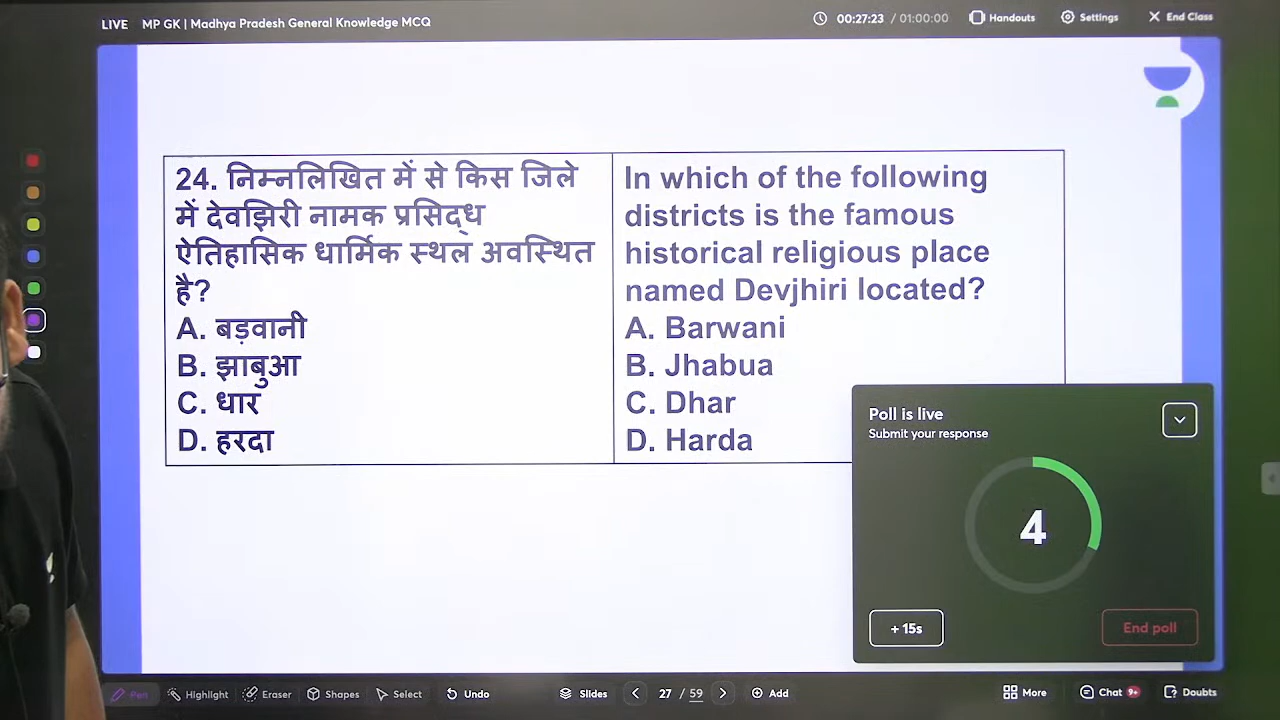 LIVE MP GK | Madhya Pradesh General Knowledge MCQ
00:27:23 / 01:00:00
Handouts
Settings
End Class
24. निम्नलिखित में से किस जिले
में देवझिरी नामक प्रसिद्ध
ऐतिहासिक धार्मिक स्थल अवस्थित
है?
A. बड़वानी
B. झाबुआ
C. धार
D. हरदा
In which of the following
districts is the famous
historical religious place
named Devjhiri located?
A. Barwani
B. Jhabua
C. Dhar
D. Harda
Poll is live
Submit your response
4
+ 15s
End poll
Pen
Highlight
Eraser
Shapes
Select
Undo
Slides
27 / 59
Add
More
Chat 9+
Doubts